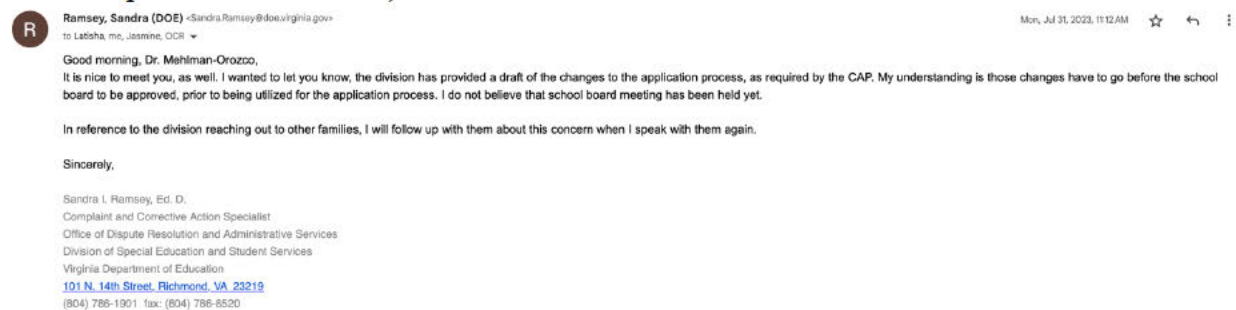 R
Ramsey, Sandra (DOE) <Sandra.Ramsey@doe.virginia.gov>
Mon, Jul 31, 2023, 11:12 AM
to Latisha, me, Jasmine, OCR
Good morning, Dr. Mehlman-Orozco,
It is nice to meet you, as well. I wanted to let you know, the division has provided a draft of the changes to the application process, as required by the CAP. My understanding is those changes have to go before the school
board to be approved, prior to being utilized for the application process. I do not believe that school board meeting has been held yet.
In reference to the division reaching out to other families, I will follow up with them about this concern when I speak with them again.
Sincerely,
Sandra I. Ramsey, Ed. D.
Complaint and Corrective Action Specialist
Office of Dispute Resolution and Administrative Services
Division of Special Education and Student Services
Virginia Department of Education
101 N. 14th Street, Richmond, VA 23219
(804) 786-1901 fax: (804) 786-8520